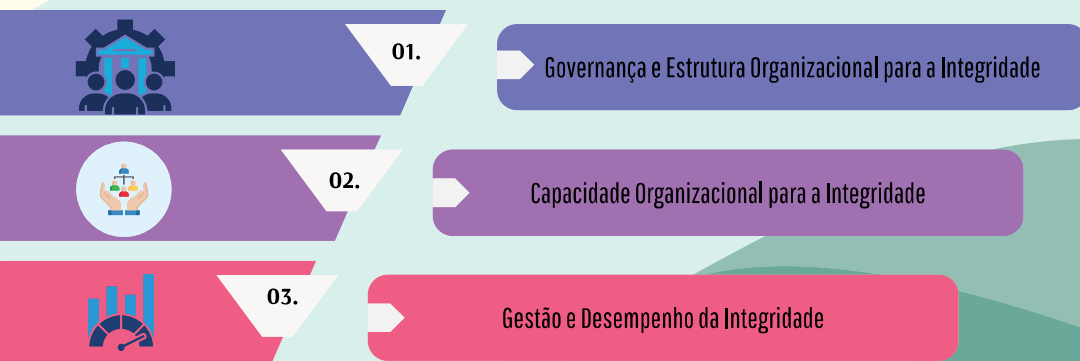 01.
Governança e Estrutura Organizacional para a Integridade
02.
Capacidade Organizacional para a Integridade
03.
Gestão e Desempenho da Integridade